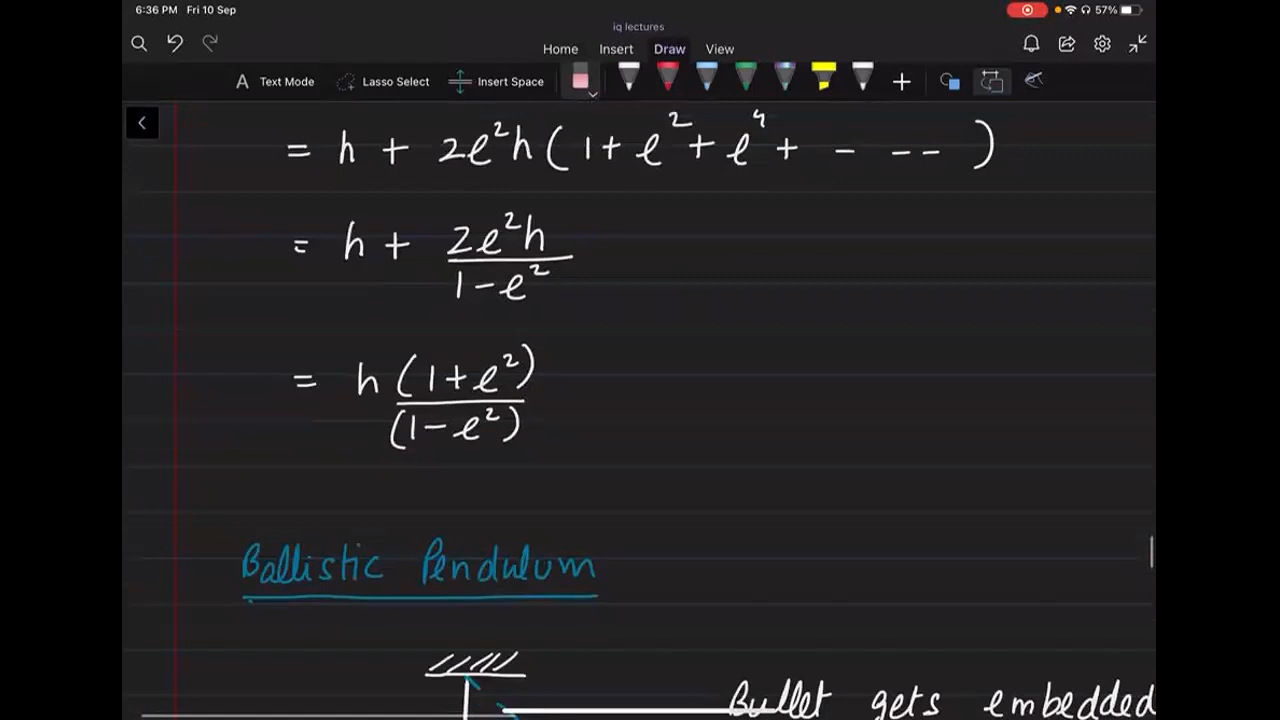 6:36 PM Fri 10 Sep
57%
iq lectures
Home Insert Draw View
Text Mode Lasso Select Insert Space
= h + 2e²h (1 + e² + e⁴ + - - - )
= h + 2e²h / 1 - e²
= h (1 + e²) / (1 - e²)
Ballistic Pendulum
Bullet gets embedded